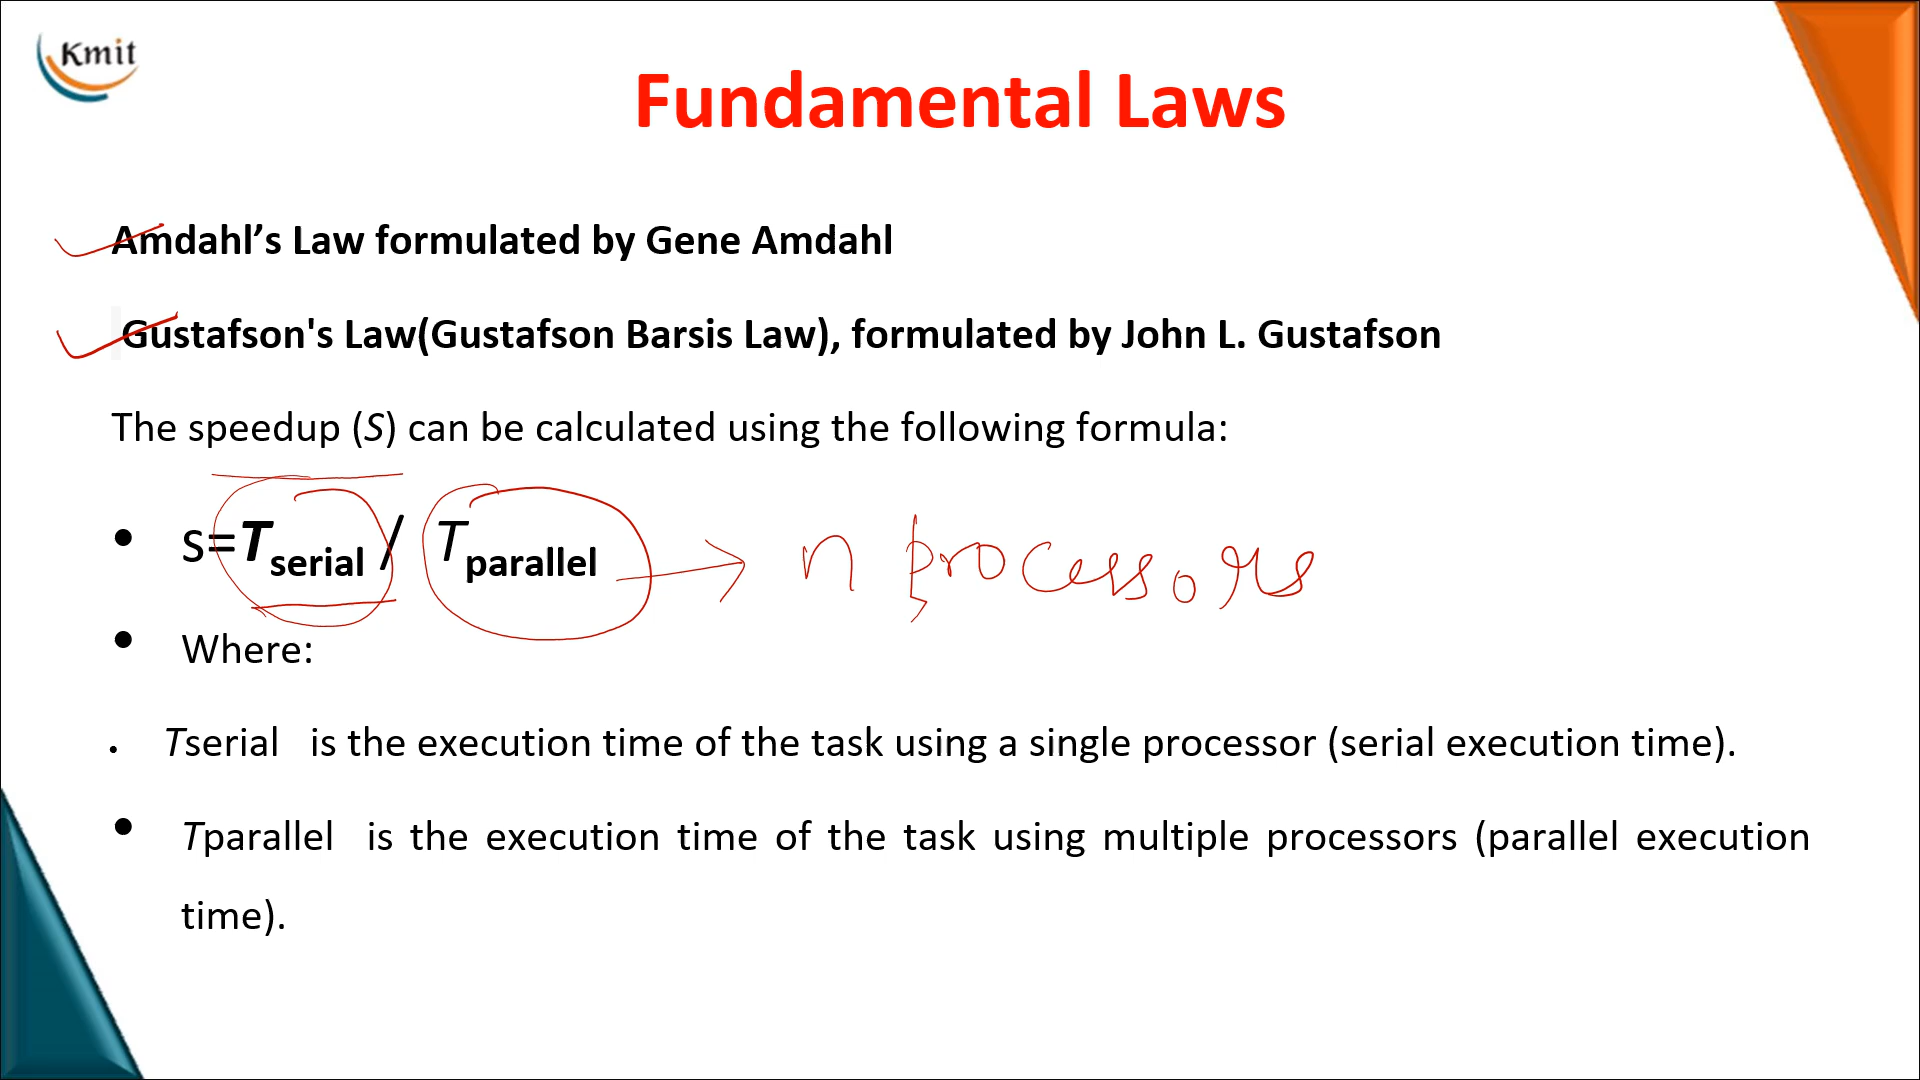 Kmit
Fundamental Laws
Amdahl’s Law formulated by Gene Amdahl
Gustafson's Law(Gustafson Barsis Law), formulated by John L. Gustafson
The speedup (S) can be calculated using the following formula:
• s=Tserial / Tparallel → n processors
• Where:
• Tserial is the execution time of the task using a single processor (serial execution time).
• Tparallel is the execution time of the task using multiple processors (parallel execution
time).